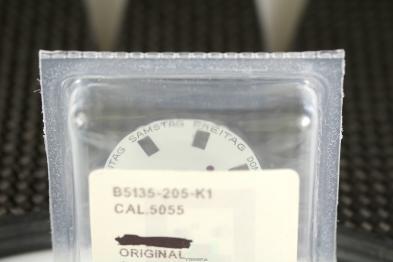 SAMSTAG FREITAG
B5135-205-K1
CAL.5055
ORIGINAL